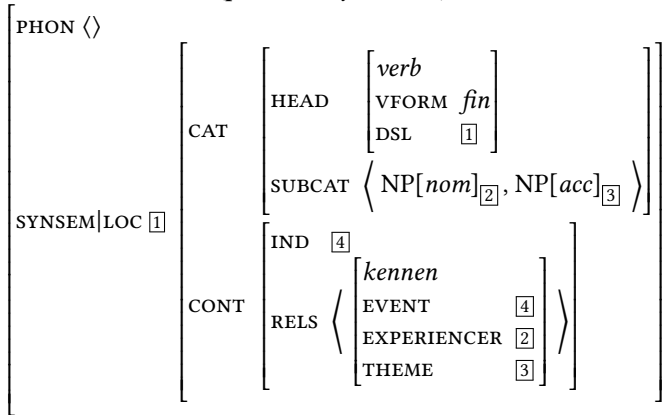 PHON ⟨⟩
SYNSEM|LOC 1
CAT
HEAD
verb
VFORM fin
DSL 1
SUBCAT ⟨ NP[nom]2 , NP[acc]3 ⟩
CONT
IND 4
RELS ⟨
kennen
EVENT 4
EXPERIENCER 2
THEME 3
⟩